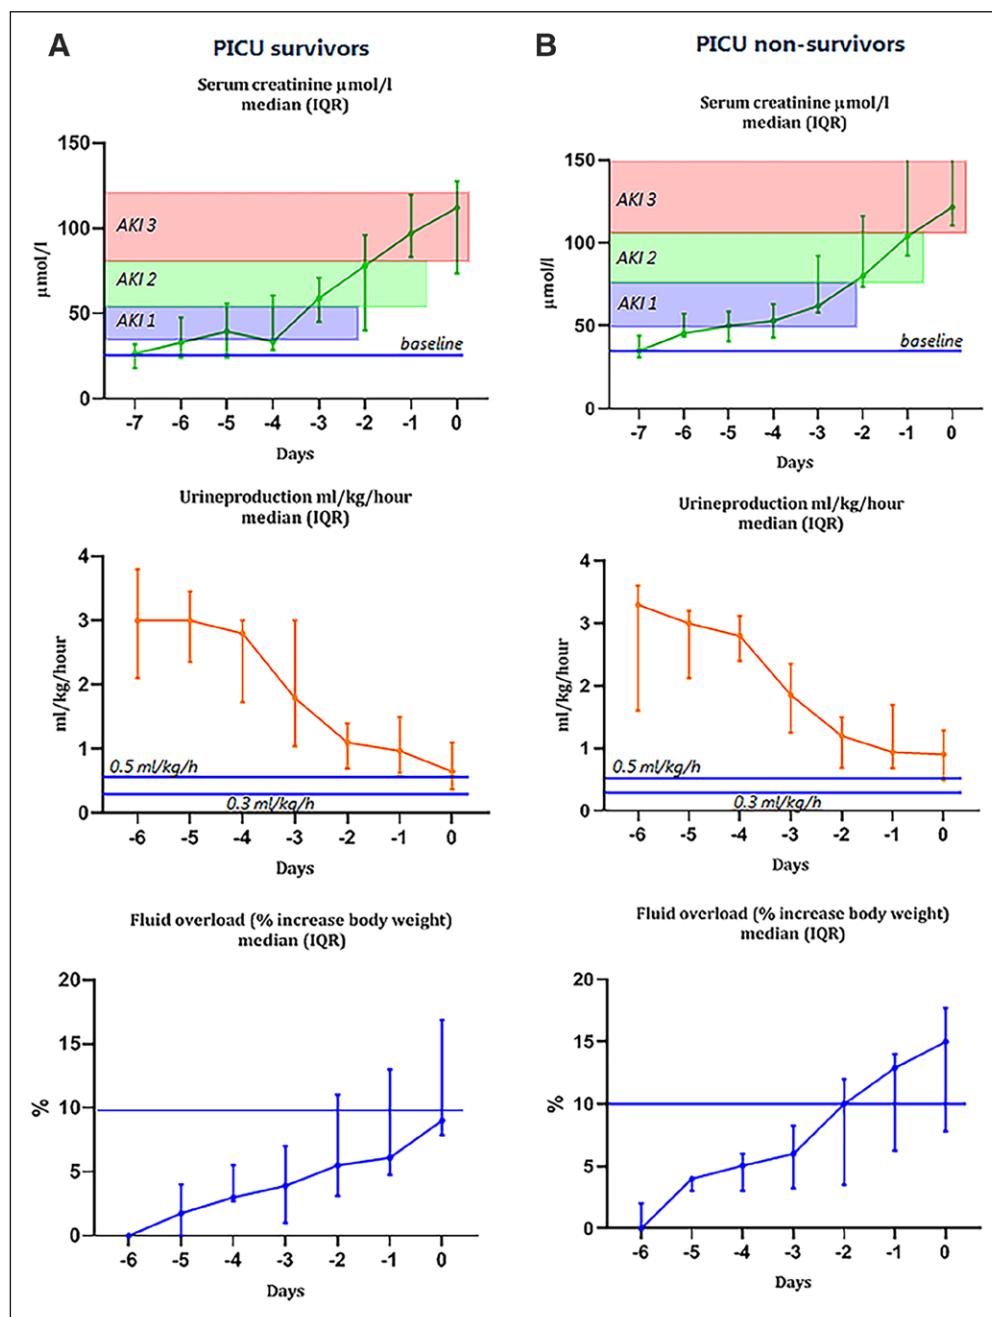 A
PICU survivors
Serum creatinine µmol/l
median (IQR)
150
100
50
0
µmol/l
AKI 3
AKI 2
AKI 1
baseline
-7 -6 -5 -4 -3 -2 -1 0
Days
Urineproduction ml/kg/hour
median (IQR)
4
3
2
1
0
ml/kg/hour
0.5 ml/kg/h
0.3 ml/kg/h
-6 -5 -4 -3 -2 -1 0
Days
Fluid overload (% increase body weight)
median (IQR)
20
15
10
5
0
%
-6 -5 -4 -3 -2 -1 0
Days
B
PICU non-survivors
Serum creatinine µmol/l
median (IQR)
150
100
50
0
µmol/l
AKI 3
AKI 2
AKI 1
baseline
-7 -6 -5 -4 -3 -2 -1 0
Days
Urineproduction ml/kg/hour
median (IQR)
4
3
2
1
0
ml/kg/hour
0.5 ml/kg/h
0.3 ml/kg/h
-6 -5 -4 -3 -2 -1 0
Days
Fluid overload (% increase body weight)
median (IQR)
20
15
10
5
0
%
-6 -5 -4 -3 -2 -1 0
Days